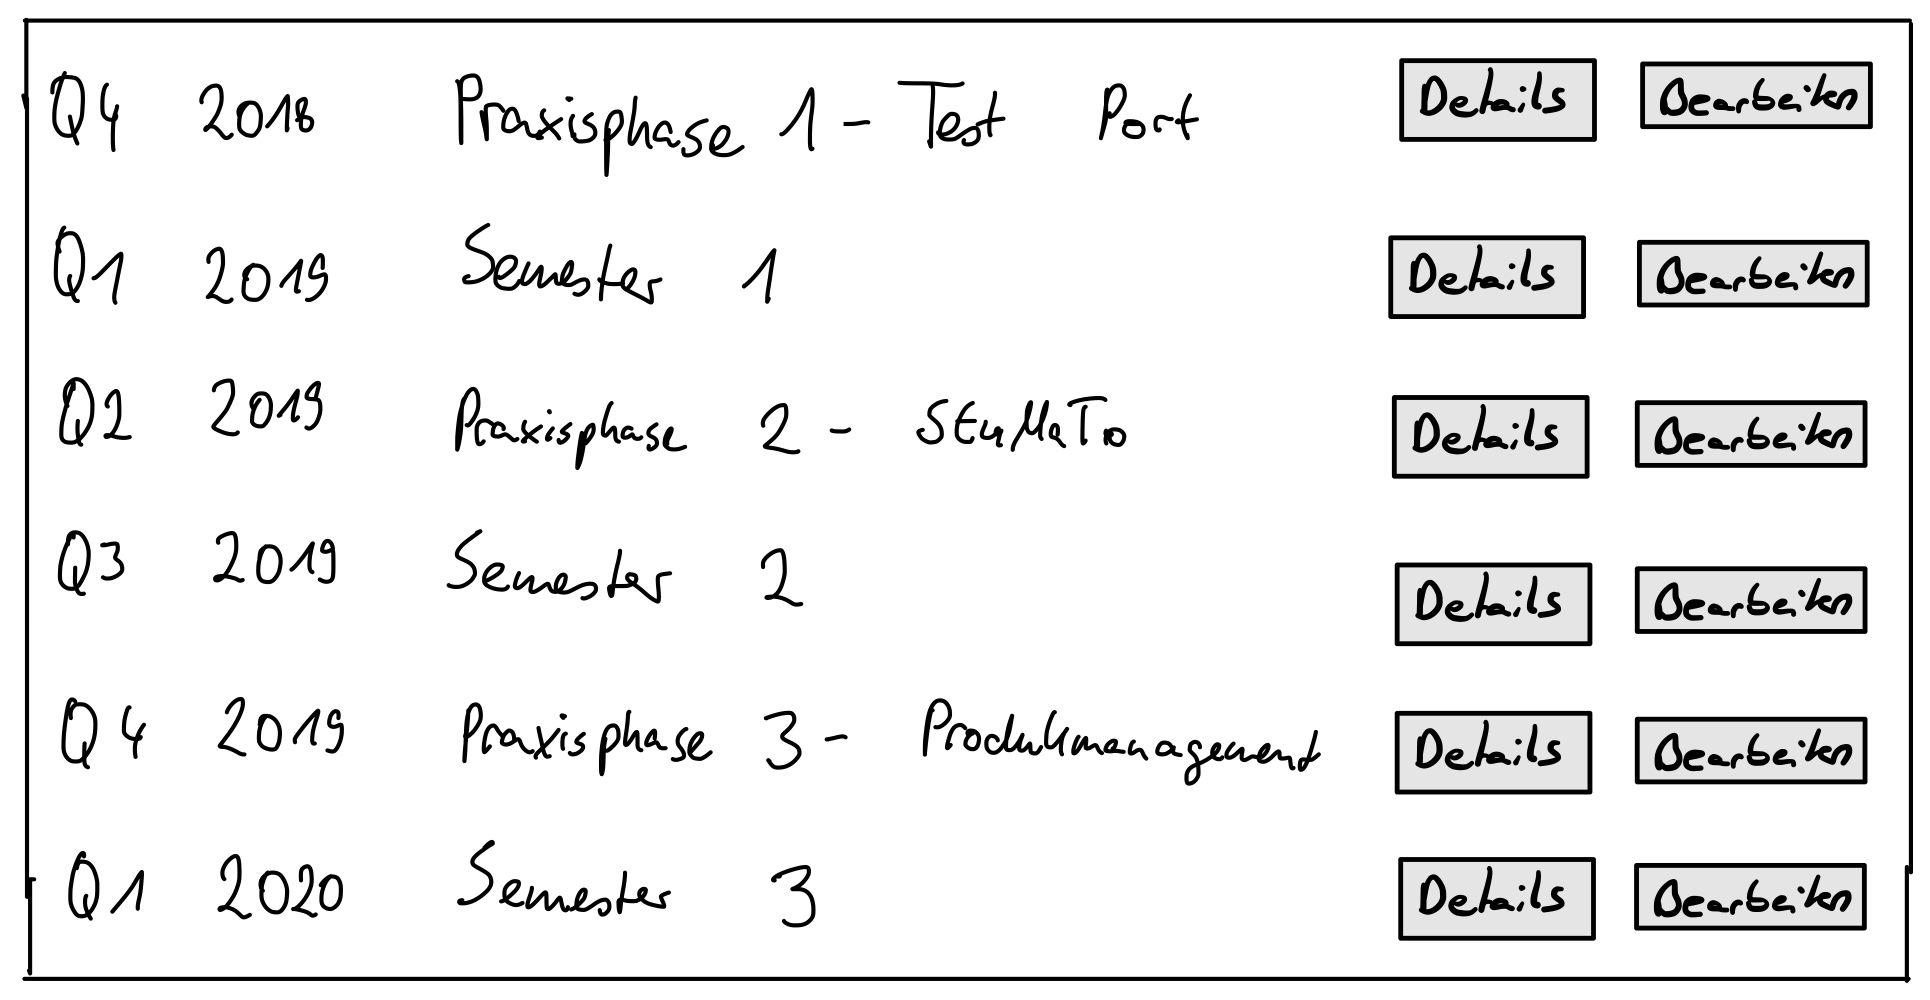 Q4 2018 Praxisphase 1 - Test Port Details Bearbeiten
Q1 2019 Semester 1 Details Bearbeiten
Q2 2019 Praxisphase 2 - StuMaTo Details Bearbeiten
Q3 2019 Semester 2 Details Bearbeiten
Q4 2019 Praxisphase 3 - Produktmanagement Details Bearbeiten
Q1 2020 Semester 3 Details Bearbeiten